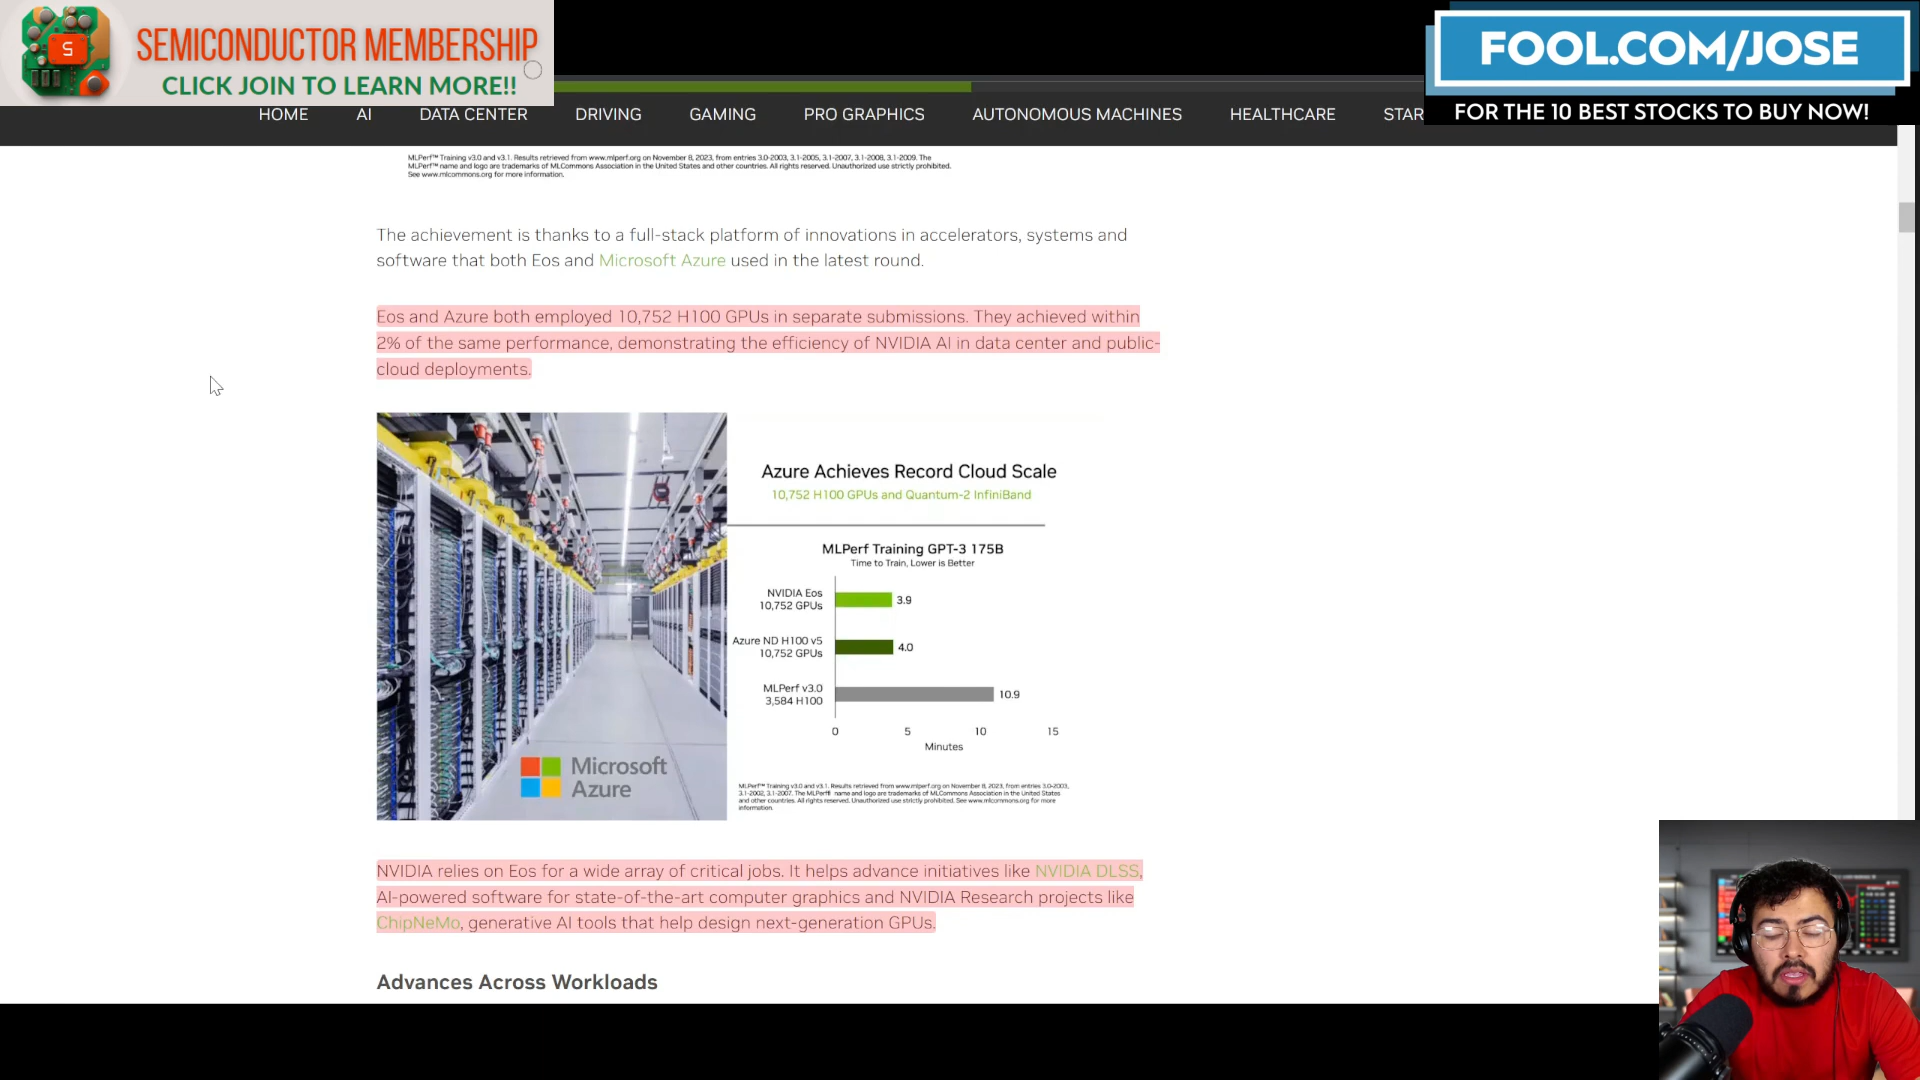 SEMICONDUCTOR MEMBERSHIP
CLICK JOIN TO LEARN MORE!!
S
FOOL.COM/JOSE
FOR THE 10 BEST STOCKS TO BUY NOW!
HOME AI DATA CENTER DRIVING GAMING PRO GRAPHICS AUTONOMOUS MACHINES HEALTHCARE STAR
MLPerf™ Training v3.0 and v3.1. Results retrieved from www.mlperf.org on November 8, 2023, from entries 3.0-2003, 3.1-2005, 3.1-2007, 3.1-2008, 3.1-2009. The
MLPerf™ name and logo are trademarks of MLCommons Association in the United States and other countries. All rights reserved. Unauthorized use strictly prohibited.
See www.mlcommons.org for more information.
The achievement is thanks to a full-stack platform of innovations in accelerators, systems and
software that both Eos and Microsoft Azure used in the latest round.
Eos and Azure both employed 10,752 H100 GPUs in separate submissions. They achieved within
2% of the same performance, demonstrating the efficiency of NVIDIA AI in data center and public-
cloud deployments.
Microsoft
Azure
Azure Achieves Record Cloud Scale
10,752 H100 GPUs and Quantum-2 InfiniBand
MLPerf Training GPT-3 175B
Time to Train, Lower is Better
NVIDIA Eos
10,752 GPUs
3.9
Azure ND H100 v5
10,752 GPUs
4.0
MLPerf v3.0
3,584 H100
10.9
0 5 10 15
Minutes
MLPerf™ Training v3.0 and v3.1. Results retrieved from www.mlperf.org on November 8, 2023, from entries 3.0-2003,
3.1-2002, 3.1-2007. The MLPerf™ name and logo are trademarks of MLCommons Association in the United States
and other countries. All rights reserved. Unauthorized use strictly prohibited. See www.mlcommons.org for more
information.
NVIDIA relies on Eos for a wide array of critical jobs. It helps advance initiatives like NVIDIA DLSS,
AI-powered software for state-of-the-art computer graphics and NVIDIA Research projects like
ChipNeMo, generative AI tools that help design next-generation GPUs.
Advances Across Workloads